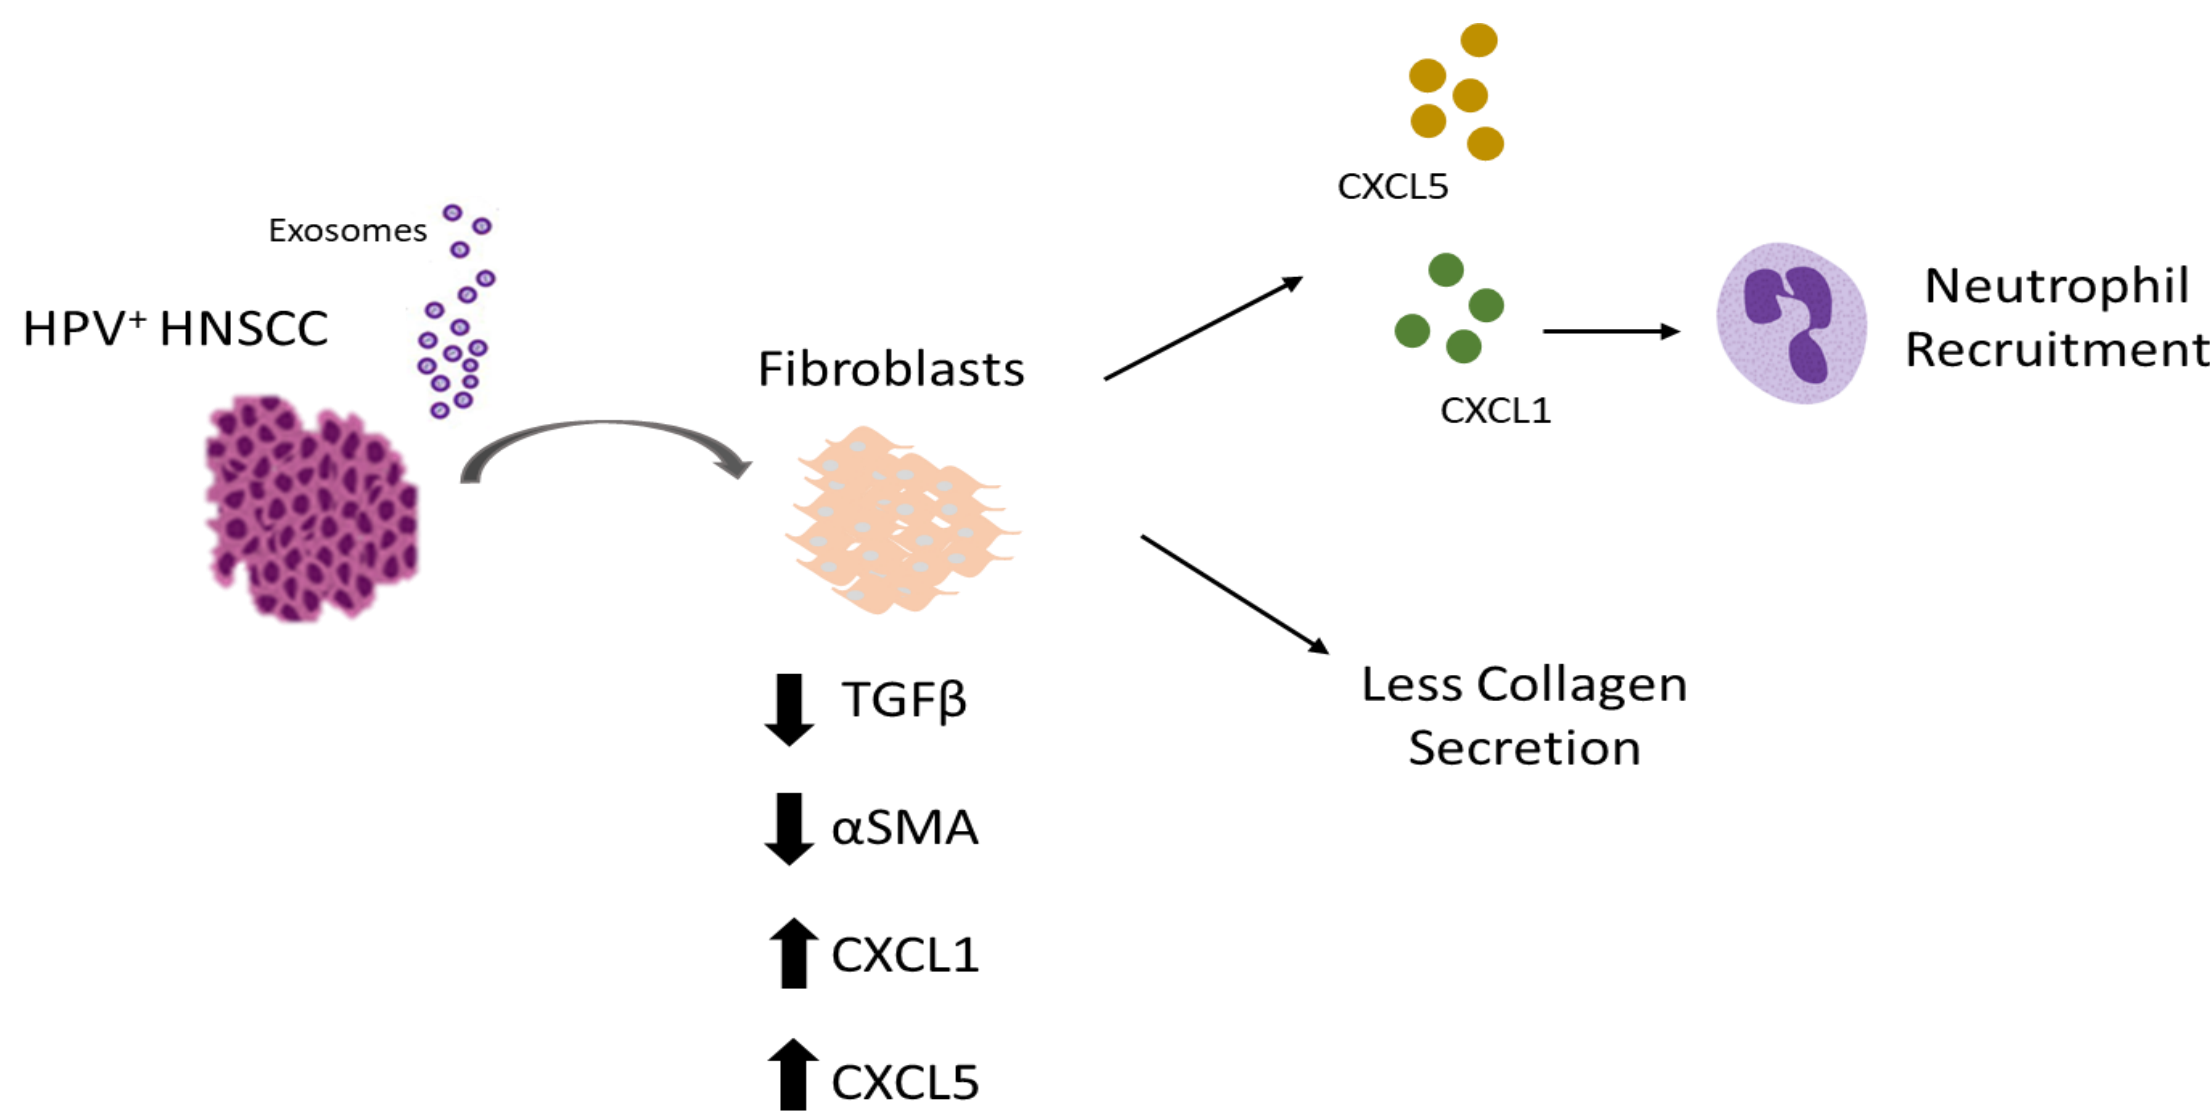 Exosomes
HPV⁺ HNSCC
Fibroblasts
TGFβ
αSMA
CXCL1
CXCL5
CXCL5
CXCL1
Neutrophil
Recruitment
Less Collagen
Secretion